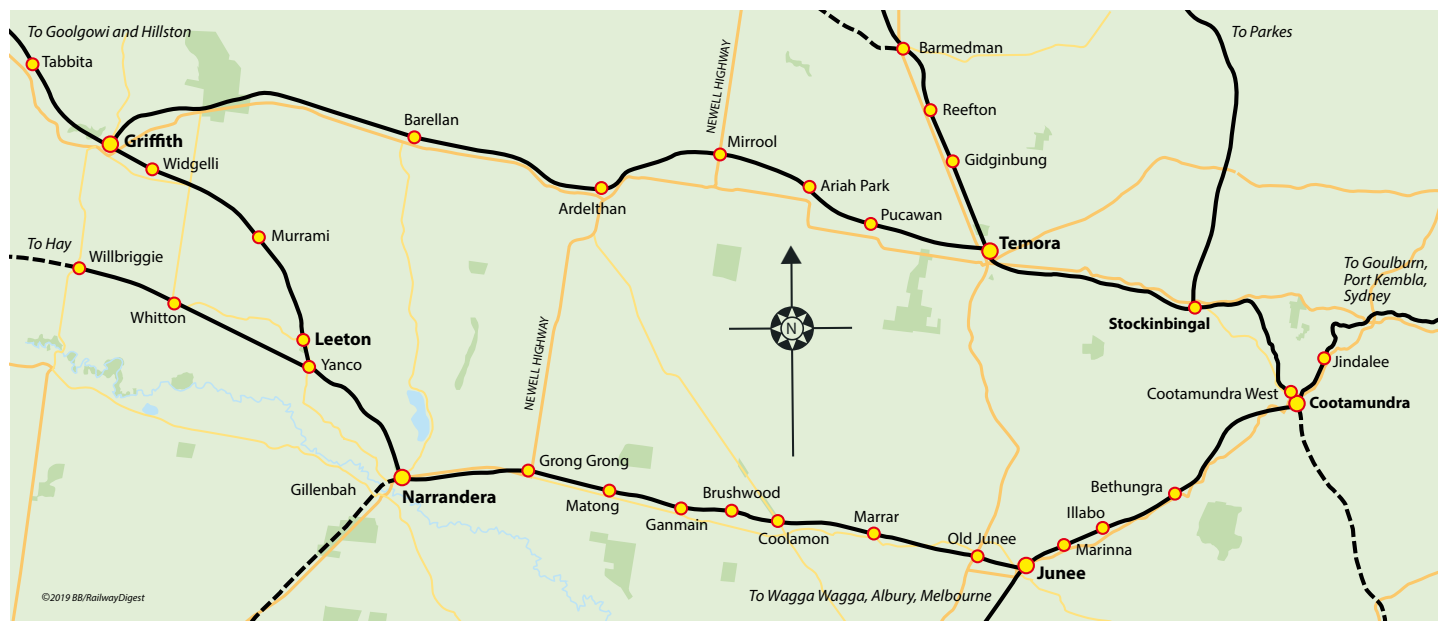 To Goolgowi and Hillston
Tabbita
Griffith
Widgelli
Murrami
To Hay
Willbriggie
Whitton
Leeton
Yanco
Barellan
Ardelthan
NEWELL HIGHWAY
Mirrool
Ariah Park
Pucawan
Barmedman
Reefton
Gidginbung
Temora
To Parkes
Stockinbingal
To Goulburn,
Port Kembla,
Sydney
Jindalee
Cootamundra West
Cootamundra
N
NEWELL HIGHWAY
Gillenbah
Narrandera
Grong Grong
Matong
Ganmain
Brushwood
Coolamon
Marrar
Old Junee
Junee
Marinna
Illabo
Bethungra
To Wagga Wagga, Albury, Melbourne
©2019 BB/RailwayDigest